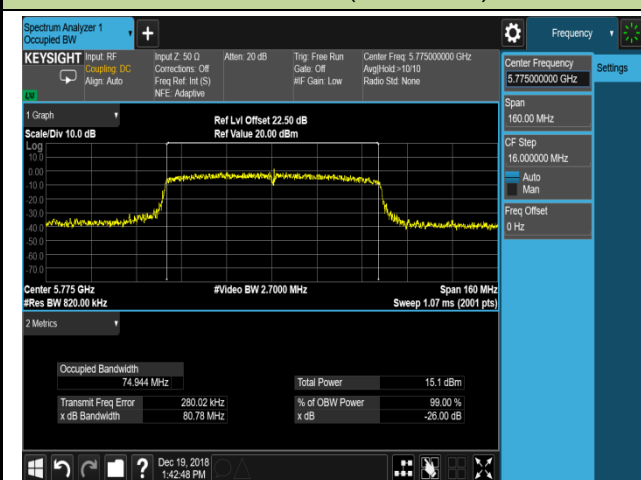 Spectrum Analyzer 1
Occupied BW
Frequency
KEYSIGHT
Input: RF
Coupling: DC
Align: Auto
Input Z: 50 Ω
Corrections: Off
Freq Ref: Int (S)
NFE: Adaptive
Atten: 20 dB
Trig: Free Run
Gate: Off
#IF Gain: Low
Center Freq: 5.775000000 GHz
Avg|Hold:>10/10
Radio Std: None
LXI
Center Frequency
5.775000000 GHz
Settings
Span
160.00 MHz
CF Step
16.000000 MHz
Auto
Man
Freq Offset
0 Hz
1 Graph
Scale/Div 10.0 dB
Ref Lvl Offset 22.50 dB
Ref Value 20.00 dBm
Log
10.0
0.00
-10.0
-20.0
-30.0
-40.0
-50.0
-60.0
-70.0
Center 5.775 GHz
#Video BW 2.7000 MHz
Span 160 MHz
#Res BW 820.00 kHz
Sweep 1.07 ms (2001 pts)
2 Metrics
Occupied Bandwidth
74.944 MHz
Total Power 15.1 dBm
Transmit Freq Error 280.02 kHz
% of OBW Power 99.00 %
x dB Bandwidth 80.78 MHz
x dB -26.00 dB
?
Dec 19, 2018
1:42:48 PM